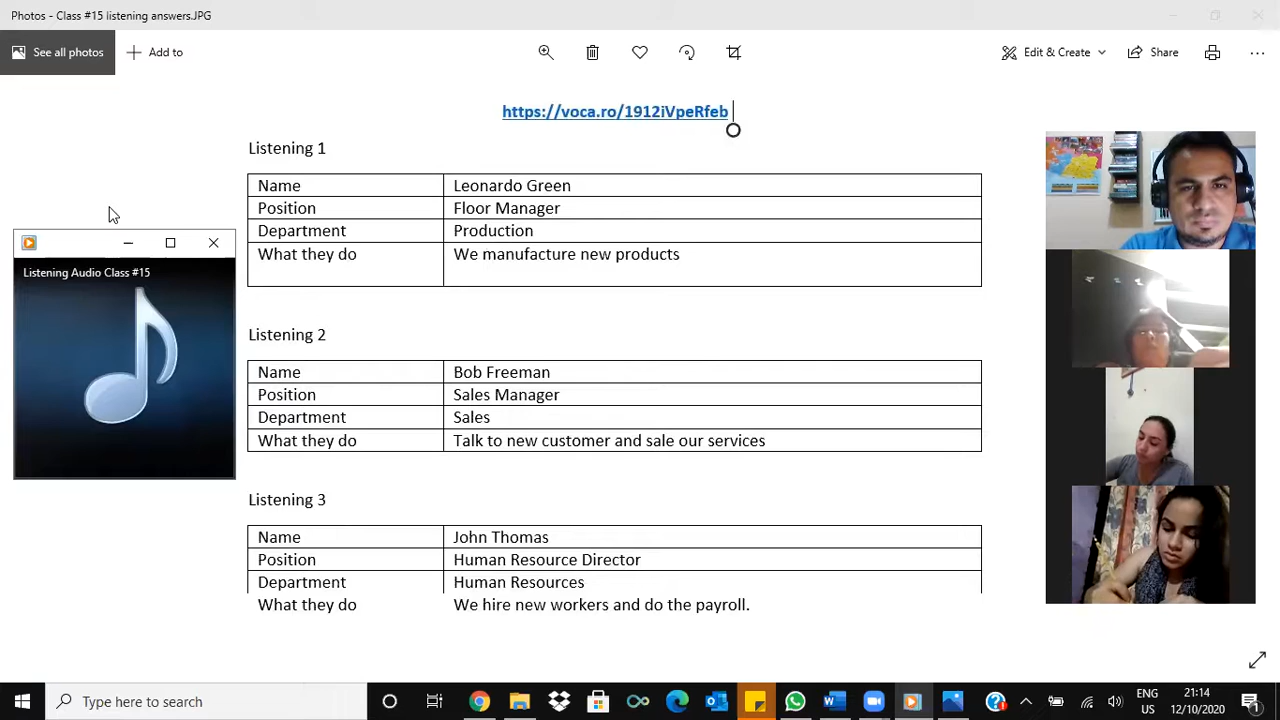 Photos - Class #15 listening answers.JPG
See all photos
Add to
Edit & Create
Share
https://voca.ro/1912iVpeRfeb
Listening 1
Name Leonardo Green
Position Floor Manager
Department Production
What they do We manufacture new products
Listening Audio Class #15
Listening 2
Name Bob Freeman
Position Sales Manager
Department Sales
What they do Talk to new customer and sale our services
Listening 3
Name John Thomas
Position Human Resource Director
Department Human Resources
What they do We hire new workers and do the payroll.
Type here to search
ENG 21:14
US 12/10/2020